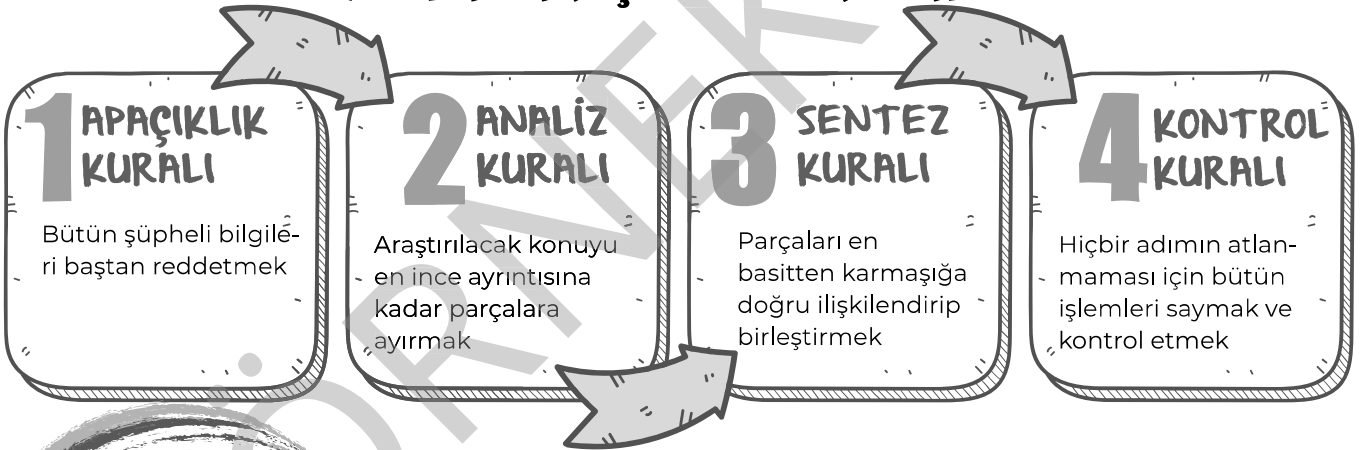 1 APAÇIKLIK
KURALI
Bütün şüpheli bilgile-
ri baştan reddetmek
2 ANALİZ
KURALI
Araştırılacak konuyu
en ince ayrıntısına
kadar parçalara
ayırmak
3 SENTEZ
KURALI
Parçaları en
basitten karmaşığa
doğru ilişkilendirip
birleştirmek
4 KONTROL
KURALI
Hiçbir adımın atlan-
maması için bütün
işlemleri saymak ve
kontrol etmek
ÖRNEK